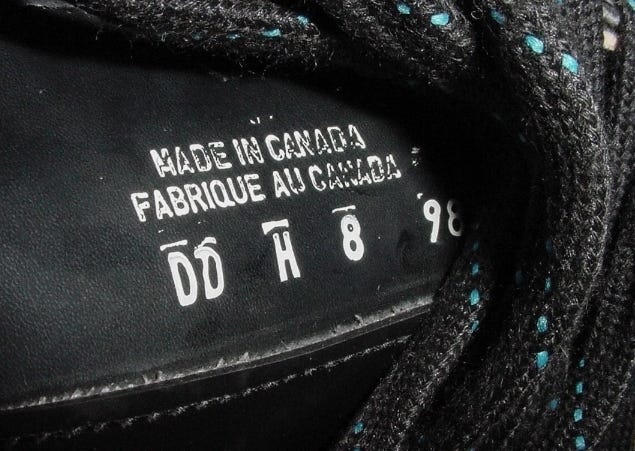 MADE IN CANADA
FABRIQUE AU CANADA
DD H 8 98